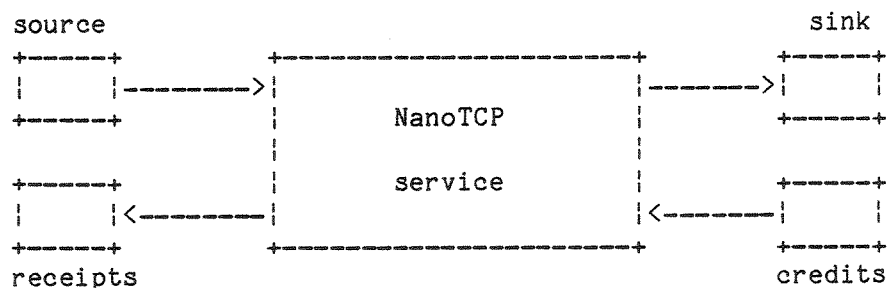 source
sink
NanoTCP
service
receipts
credits